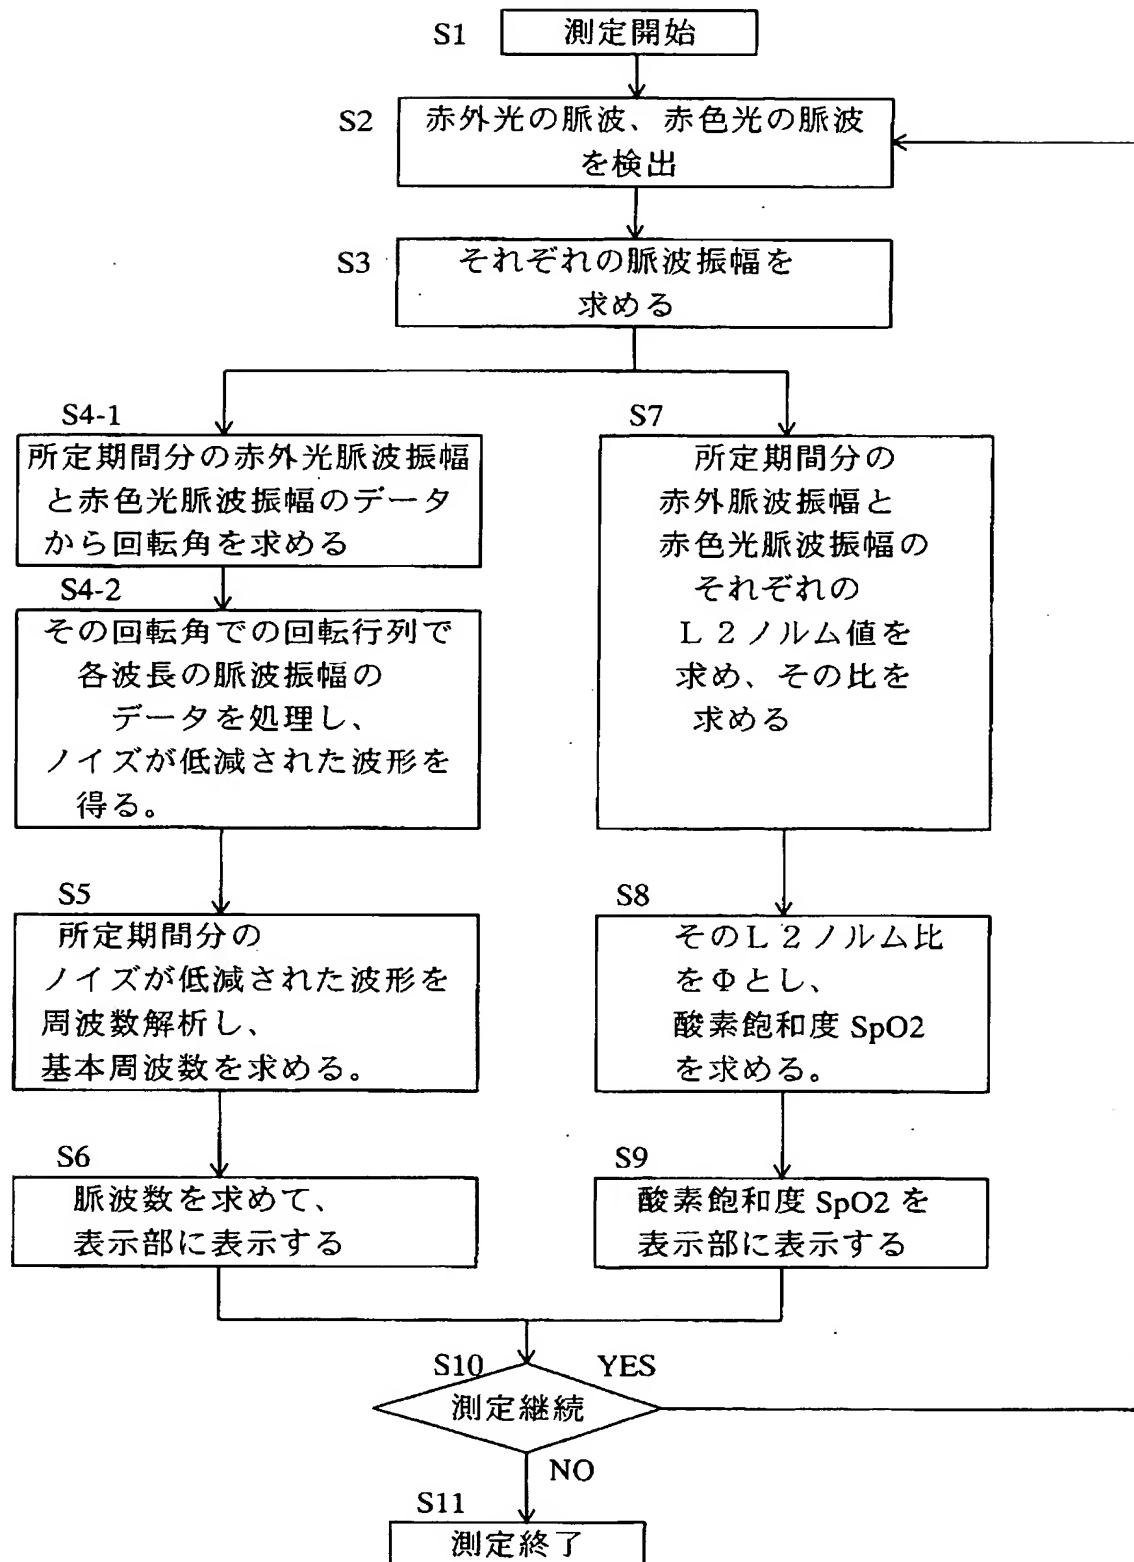 S1
測定開始
S2
赤外光の脈波、赤色光の脈波
を検出
S3
それぞれの脈波振幅を
求める
S4-1
所定期間分の赤外光脈波振幅
と赤色光脈波振幅のデータ
から回転角を求める
S4-2
その回転角での回転行列で
各波長の脈波振幅の
データを処理し、
ノイズが低減された波形を
得る。
S5
所定期間分の
ノイズが低減された波形を
周波数解析し、
基本周波数を求める。
S6
脈波数を求めて、
表示部に表示する
S7
所定期間分の
赤外脈波振幅と
赤色光脈波振幅の
それぞれの
L2ノルム値を
求め、その比を
求める
S8
そのL2ノルム比
をΦとし、
酸素飽和度 SpO2
を求める。
S9
酸素飽和度 SpO2 を
表示部に表示する
S10
YES
測定継続
NO
S11
測定終了